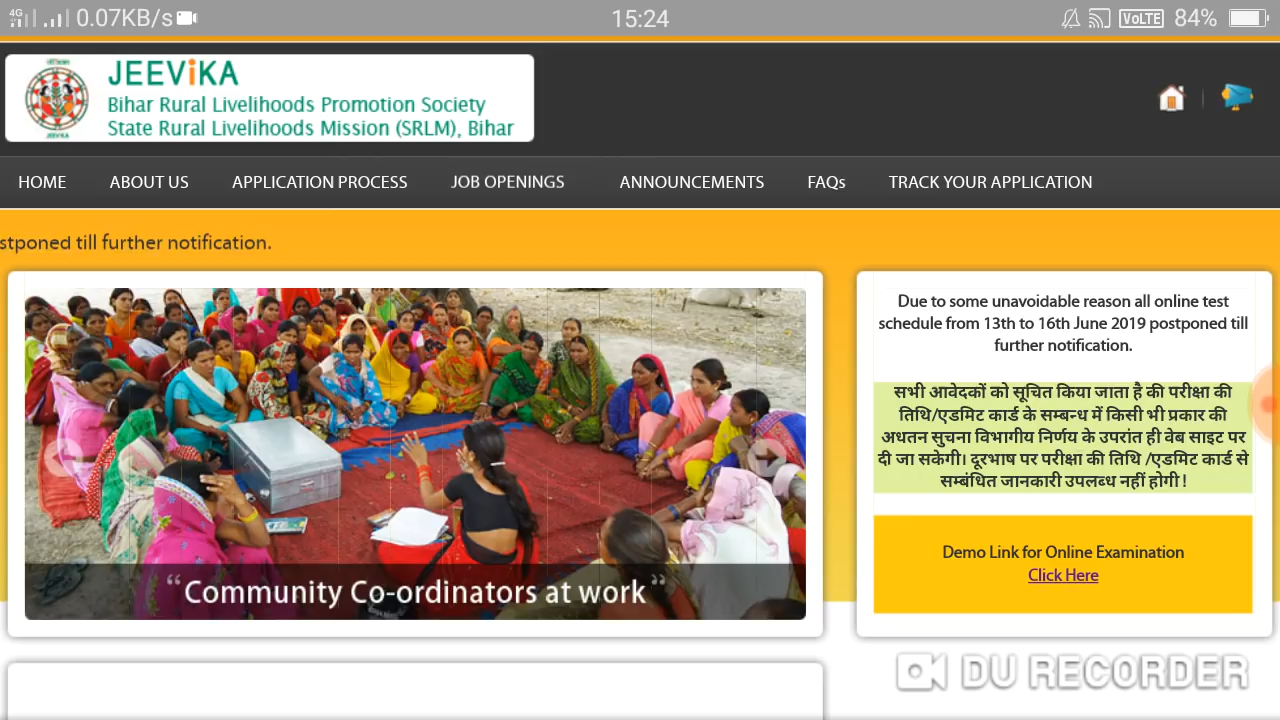 4G 0.07KB/s 15:24 VoLTE 84%
JEEViKA
Bihar Rural Livelihoods Promotion Society
State Rural Livelihoods Mission (SRLM), Bihar
JEEViKA
HOME ABOUT US APPLICATION PROCESS JOB OPENINGS ANNOUNCEMENTS FAQs TRACK YOUR APPLICATION
stponed till further notification.
“Community Co-ordinators at work”
Due to some unavoidable reason all online test
schedule from 13th to 16th June 2019 postponed till
further notification.
सभी आवेदकों को सूचित किया जाता है की परीक्षा की
तिथि/एडमिट कार्ड के सम्बन्ध में किसी भी प्रकार की
अधतन सुचना विभागीय निर्णय के उपरांत ही वेब साइट पर
दी जा सकेगी। दूरभाष पर परीक्षा की तिथि /एडमिट कार्ड से
सम्बंधित जानकारी उपलब्ध नहीं होगी !
Demo Link for Online Examination
Click Here
DU RECORDER